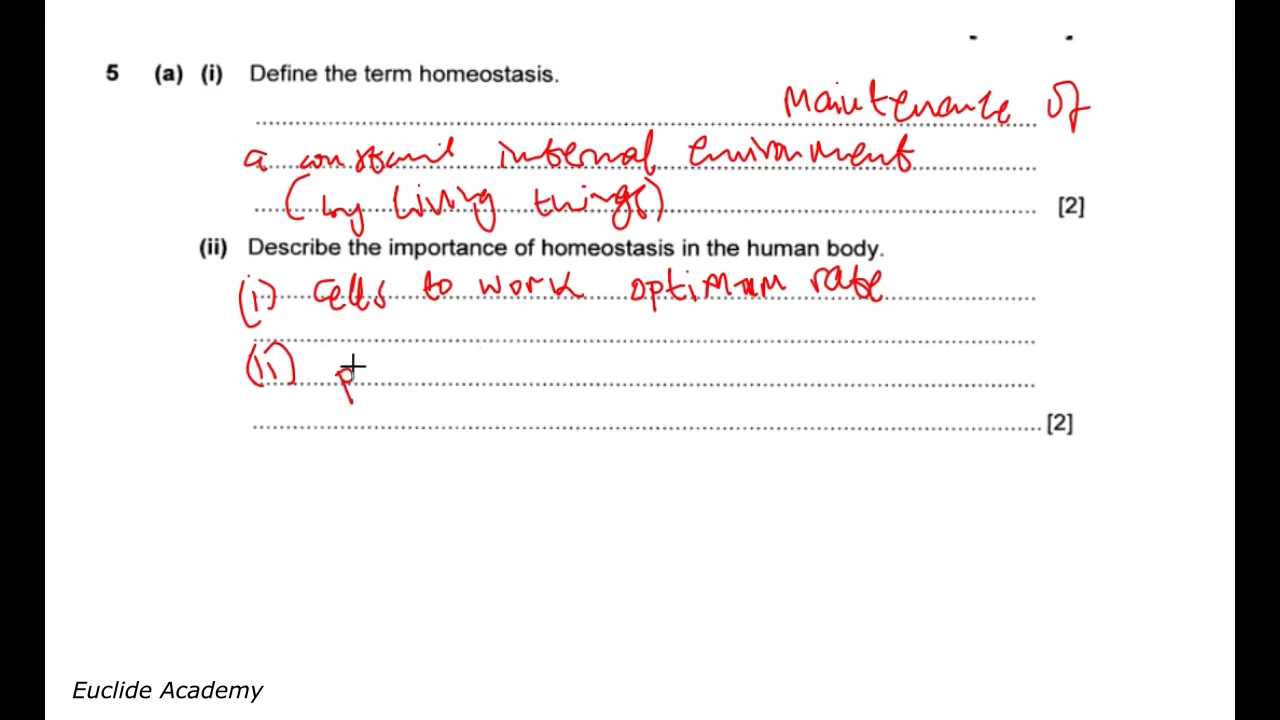 5 (a) (i) Define the term homeostasis.
Maintenance of
a constant internal environment
(by living things) [2]
(ii) Describe the importance of homeostasis in the human body.
(i) cells to work optimum rate
(ii) p
[2]
Euclide Academy